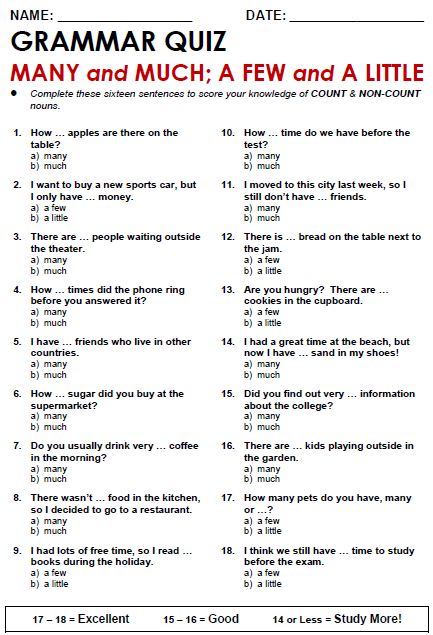 NAME: ____________________ DATE: ________________
GRAMMAR QUIZ
MANY and MUCH; A FEW and A LITTLE
● Complete these sixteen sentences to score your knowledge of COUNT & NON-COUNT
nouns.
1. How … apples are there on the
table?
a) many
b) much
2. I want to buy a new sports car, but
I only have … money.
a) a few
b) a little
3. There are … people waiting outside
the theater.
a) many
b) much
4. How … times did the phone ring
before you answered it?
a) many
b) much
5. I have … friends who live in other
countries.
a) many
b) much
6. How … sugar did you buy at the
supermarket?
a) many
b) much
7. Do you usually drink very … coffee
in the morning?
a) many
b) much
8. There wasn't … food in the kitchen,
so I decided to go to a restaurant.
a) many
b) much
9. I had lots of free time, so I read …
books during the holiday.
a) a few
b) a little
10. How … time do we have before the
test?
a) many
b) much
11. I moved to this city last week, so I
still don't have … friends.
a) many
b) much
12. There is … bread on the table next to
the jam.
a) a few
b) a little
13. Are you hungry? There are …
cookies in the cupboard.
a) a few
b) a little
14. I had a great time at the beach, but
now I have … sand in my shoes!
a) many
b) much
15. Did you find out very … information
about the college?
a) many
b) much
16. There are … kids playing outside in
the garden.
a) many
b) much
17. How many pets do you have, many
or …?
a) a few
b) a little
18. I think we still have … time to study
before the exam.
a) a few
b) a little
17 – 18 = Excellent 15 – 16 = Good 14 or Less = Study More!